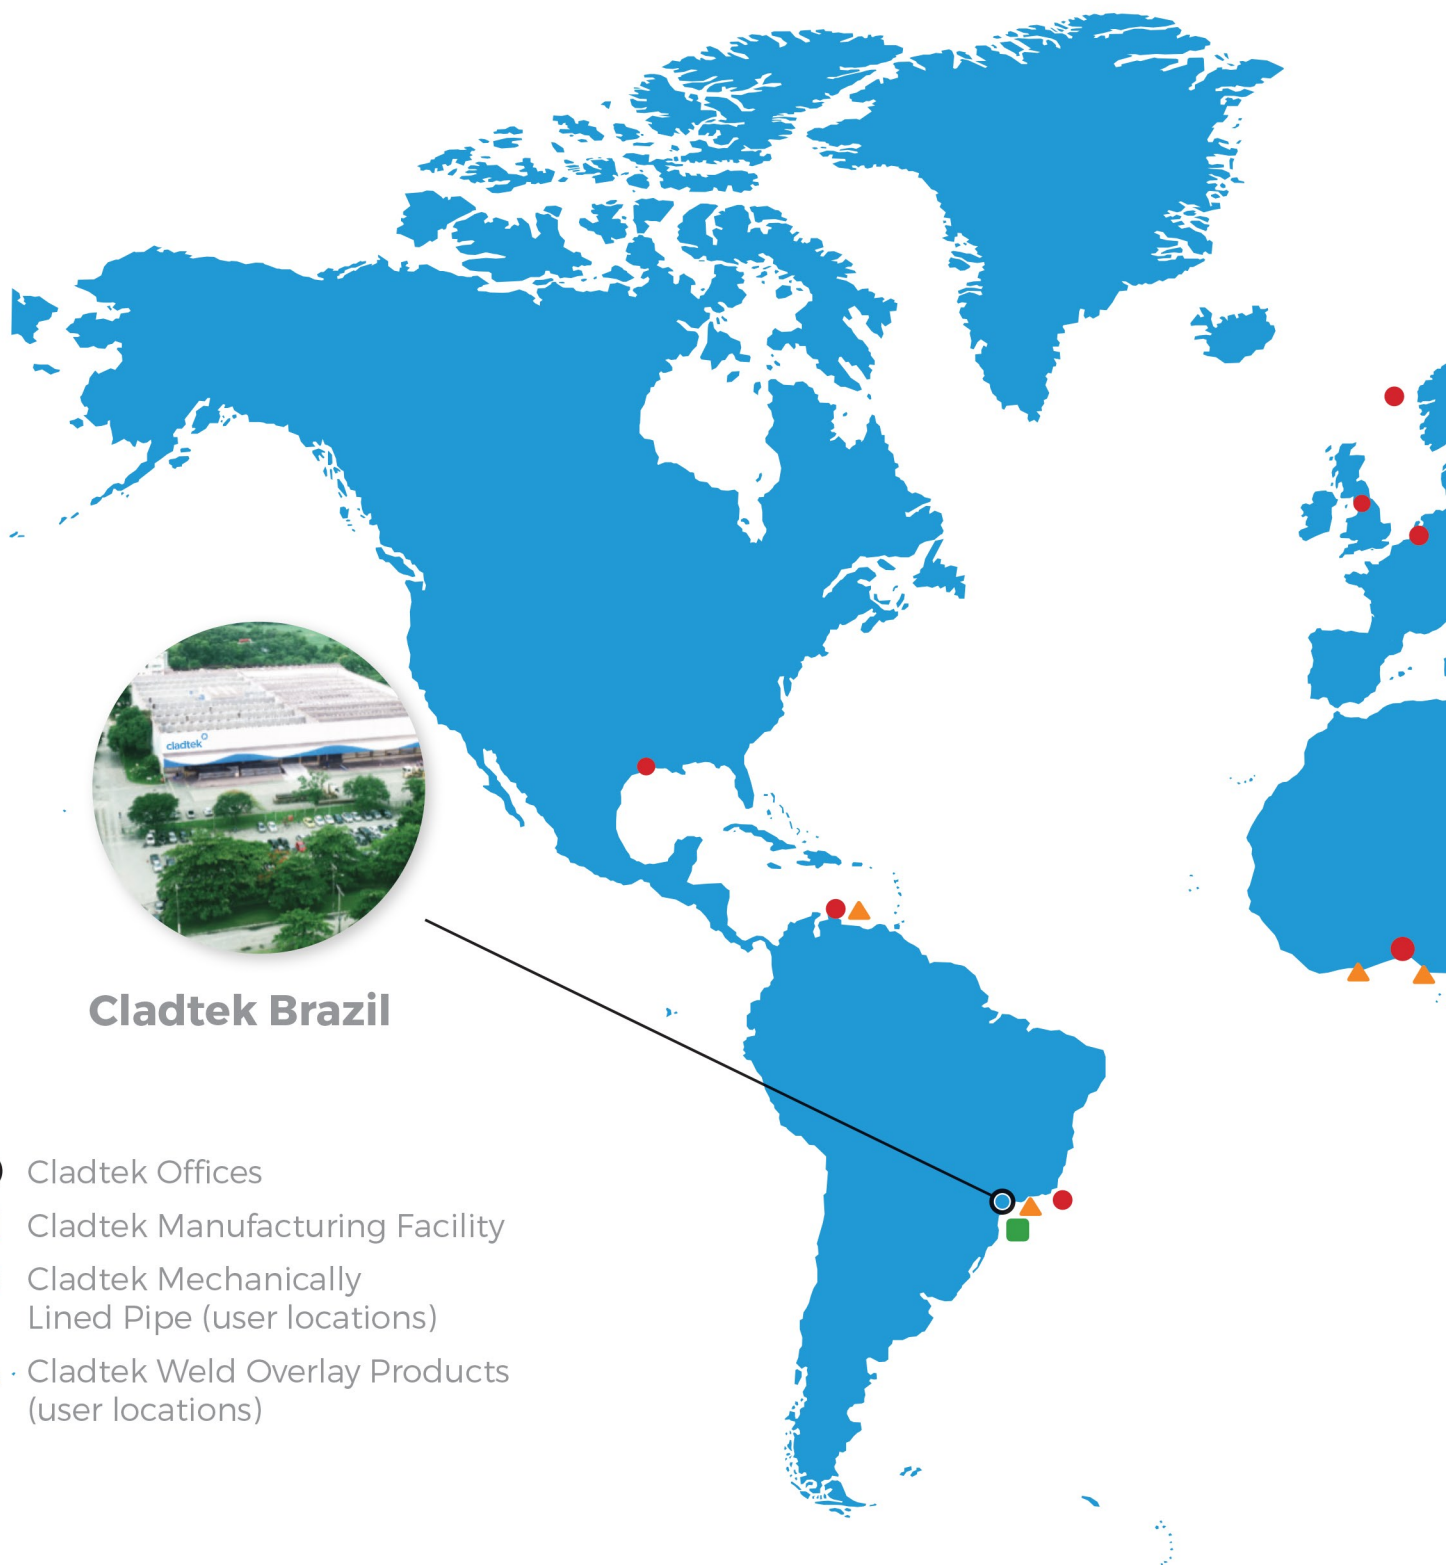 cladtek
Cladtek Brazil
Cladtek Offices
Cladtek Manufacturing Facility
Cladtek Mechanically
Lined Pipe (user locations)
Cladtek Weld Overlay Products
(user locations)